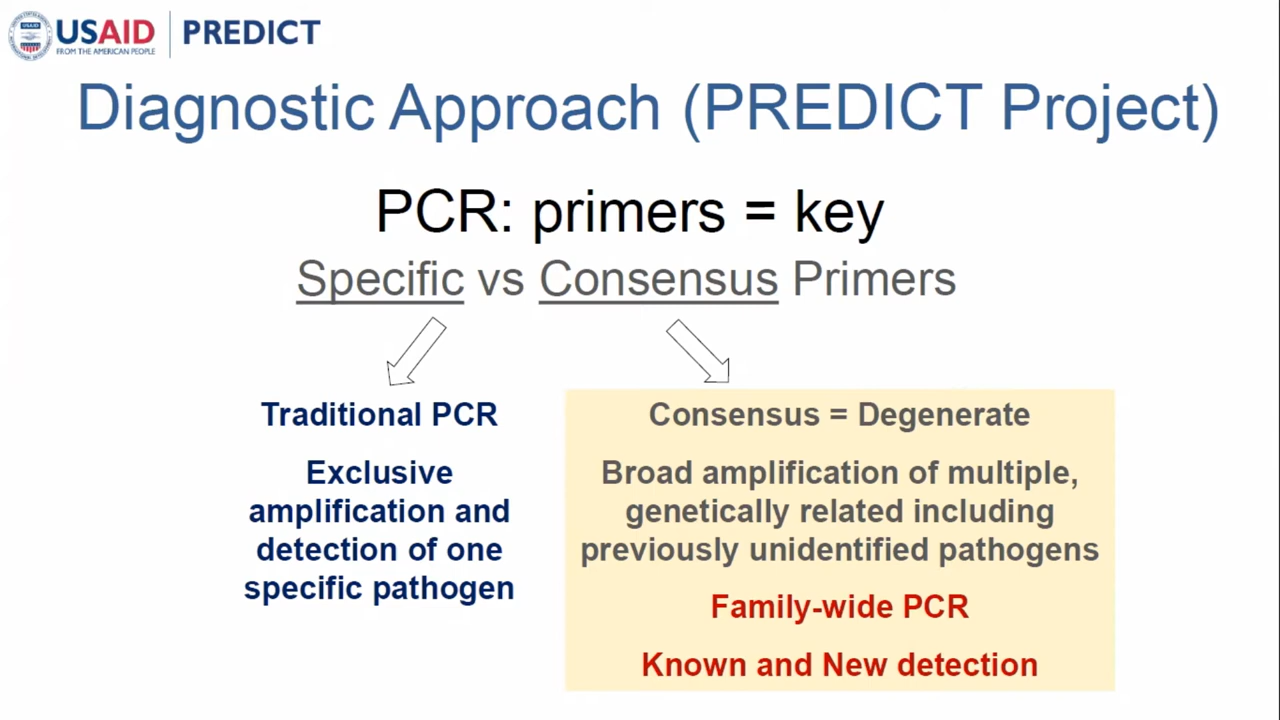 USAID
FROM THE AMERICAN PEOPLE
PREDICT
Diagnostic Approach (PREDICT Project)
PCR: primers = key
Specific vs Consensus Primers
Traditional PCR
Exclusive
amplification and
detection of one
specific pathogen
Consensus = Degenerate
Broad amplification of multiple,
genetically related including
previously unidentified pathogens
Family-wide PCR
Known and New detection